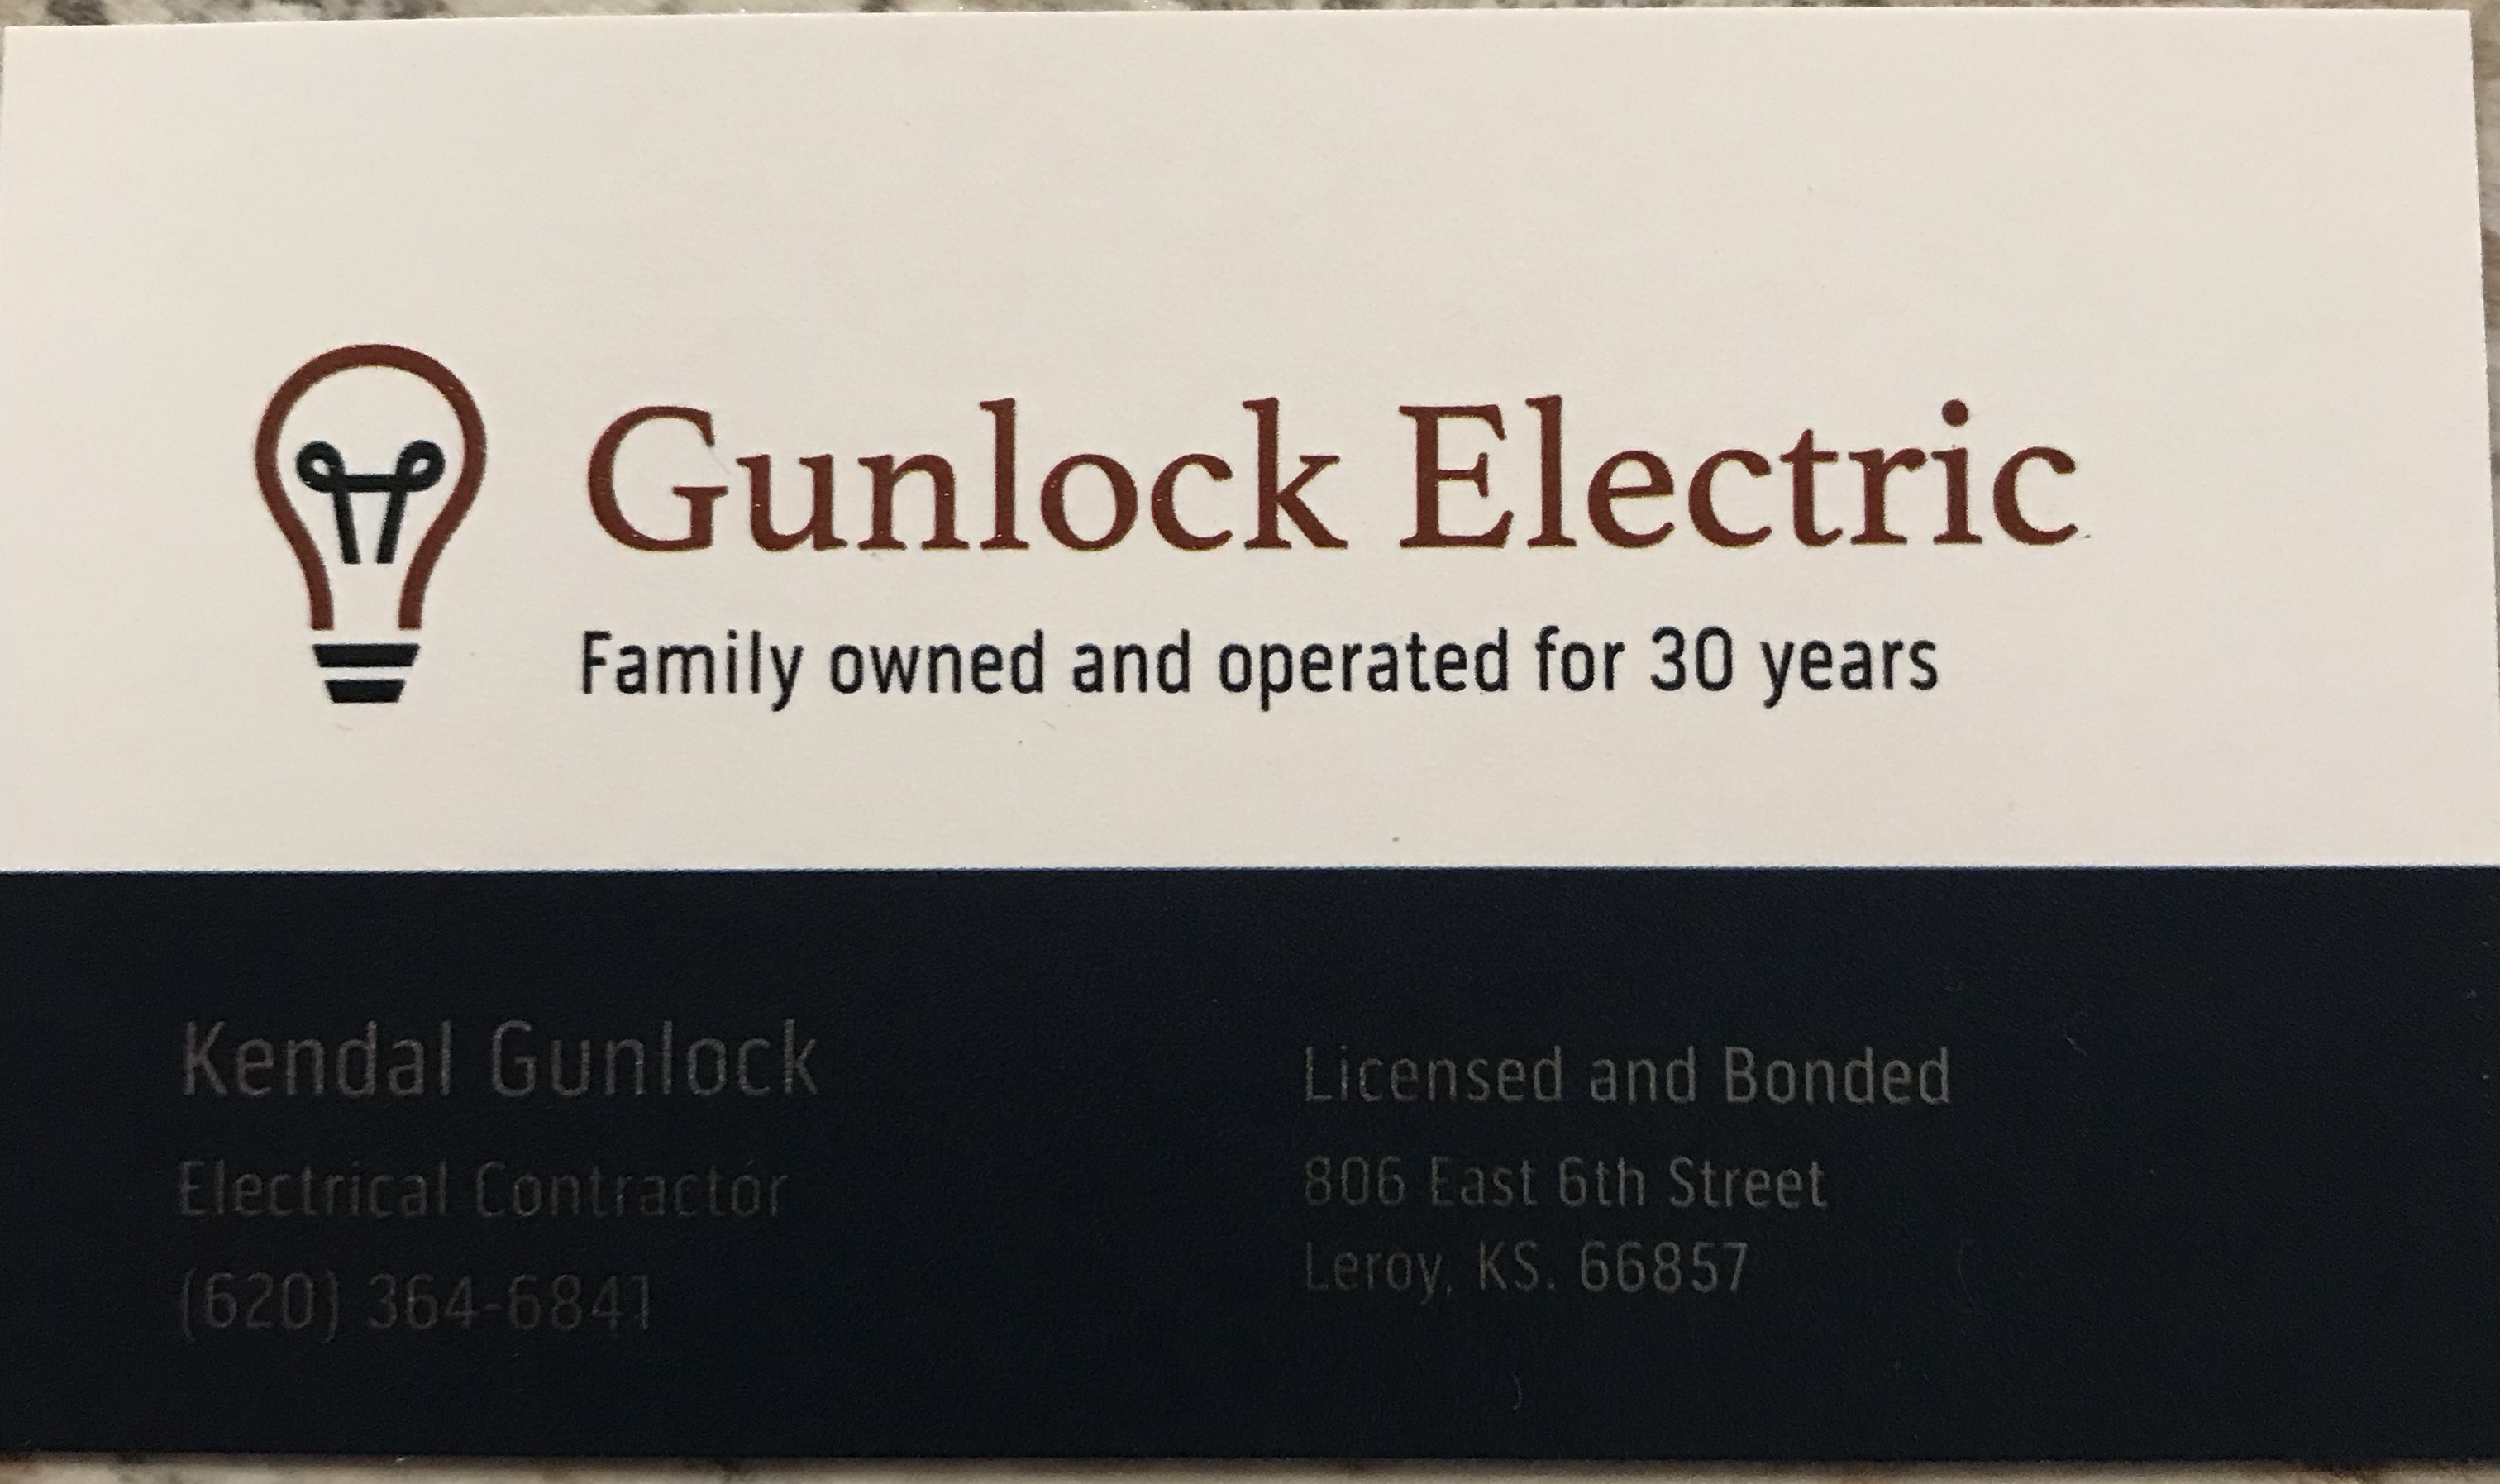 Gunlock Electric
Family owned and operated for 30 years
Kendal Gunlock
Electrical Contractor
(620) 364-6841
Licensed and Bonded
806 East 6th Street
Leroy, KS. 66857